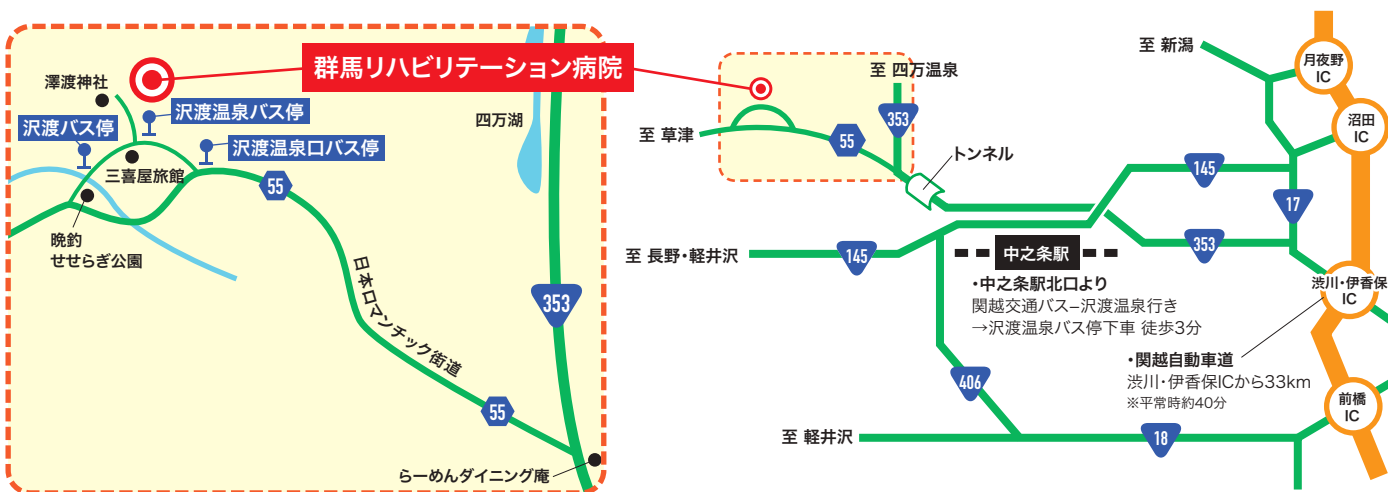 群馬リハビリテーション病院
澤渡神社
沢渡温泉バス停
沢渡バス停
沢渡温泉口バス停
三喜屋旅館
四万湖
55
晩釣
せせらぎ公園
日本ロマンチック街道
353
55
らーめんダイニング庵
至 四万温泉
至 草津
353
55
トンネル
至 新潟
月夜野
IC
沼田
IC
145
17
至 長野・軽井沢
145
中之条駅
353
・中之条駅北口より
関越交通バス–沢渡温泉行き
→沢渡温泉バス停下車 徒歩3分
渋川・伊香保
IC
・関越自動車道
渋川・伊香保ICから33km
※平常時約40分
406
前橋
IC
至 軽井沢
18